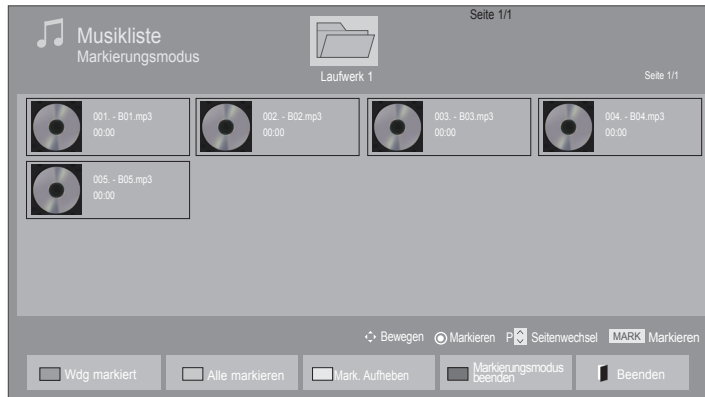 Seite 1/1
Musikliste
Markierungsmodus
Laufwerk 1
Seite 1/1
001. - B01.mp3
00:00
002. - B02.mp3
00:00
003. - B03.mp3
00:00
004. - B04.mp3
00:00
005. - B05.mp3
00:00
Bewegen Markieren P Seitenwechsel MARK Markieren
Wdg markiert
Alle markieren
Mark. Aufheben
Markierungsmodus
beenden
Beenden